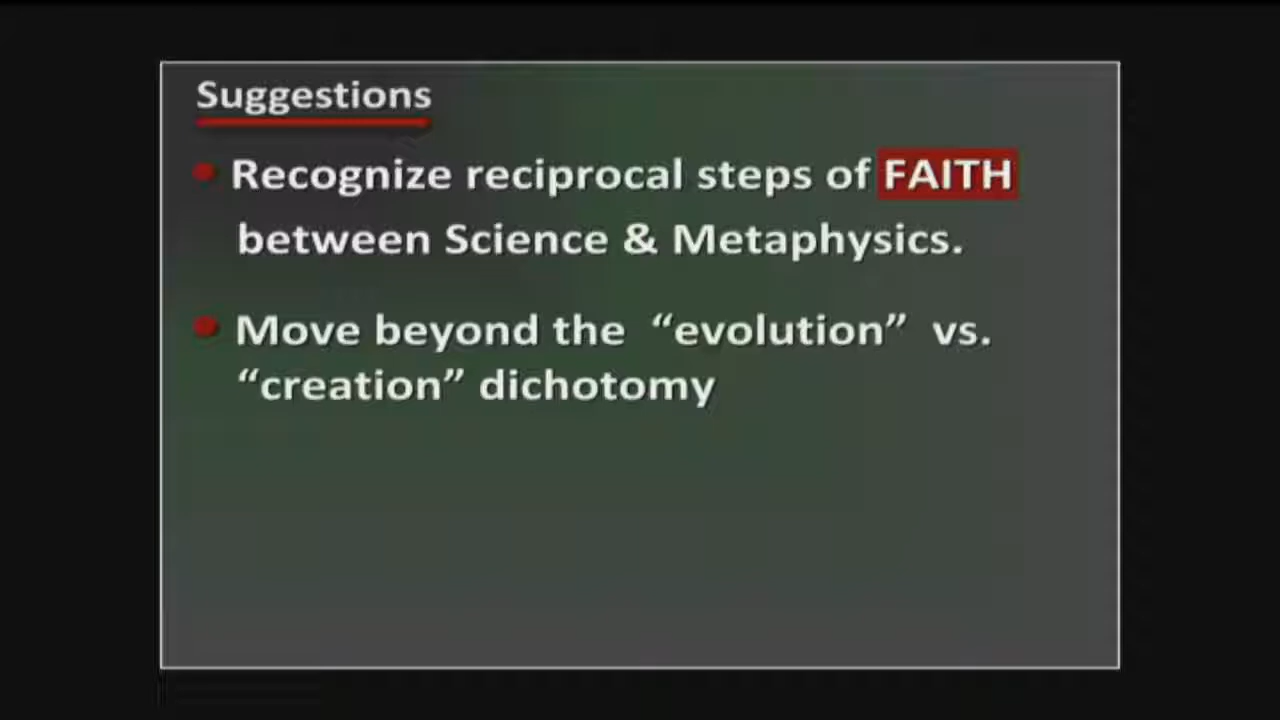 Suggestions
• Recognize reciprocal steps of FAITH
between Science & Metaphysics.
• Move beyond the “evolution” vs.
“creation” dichotomy